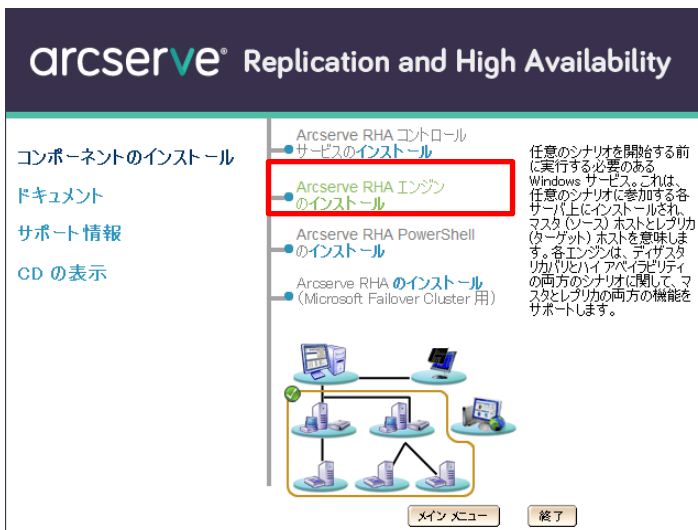 arcserve® Replication and High Availability
コンポーネントのインストール
ドキュメント
サポート情報
CD の表示
Arcserve RHA コントロール
サービスのインストール
Arcserve RHA エンジン
のインストール
Arcserve RHA PowerShell
のインストール
Arcserve RHA のインストール
(Microsoft Failover Cluster 用)
任意のシナリオを開始する前
に実行する必要のある
Windows サービス。これは、
任意のシナリオに参加する各
サーバ上にインストールされ、
マスタ (ソース) ホストとレプリカ
(ターゲット) ホストを意味しま
す。各エンジンは、ディザスタ
リカバリとハイ アベイラビリティ
の両方のシナリオに関して、マ
スタとレプリカの両方の機能を
サポートします。
メイン メニュー
終了